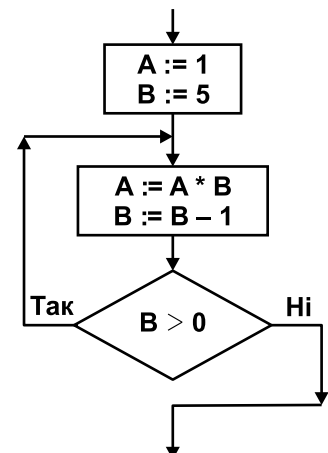 A := 1
B := 5
A := A * B
B := B – 1
Так
B > 0
Ні